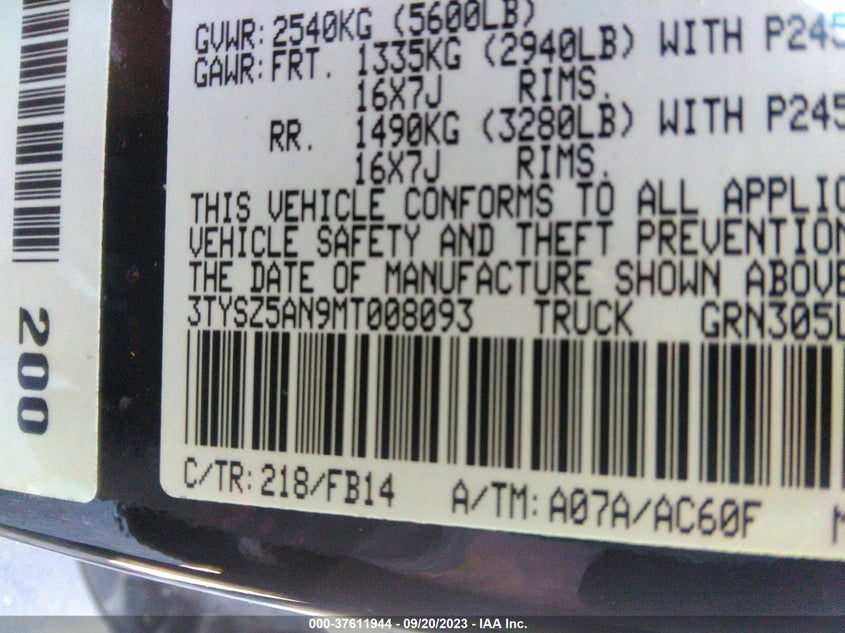 GVWR: 2540KG (5600LB)
GAWR: FRT. 1335KG (2940LB) WITH P245
16X7J RIMS.
RR. 1490KG (3280LB) WITH P245
16X7J RIMS.
THIS VEHICLE CONFORMS TO ALL APPLIC
VEHICLE SAFETY AND THEFT PREVENTION
THE DATE OF MANUFACTURE SHOWN ABOVE
3TYSZ5AN9MT008093 TRUCK GRN305L
C/TR: 218/FB14 A/TM: A07A/AC60F
200
000-37611944 - 09/20/2023 - IAA Inc.